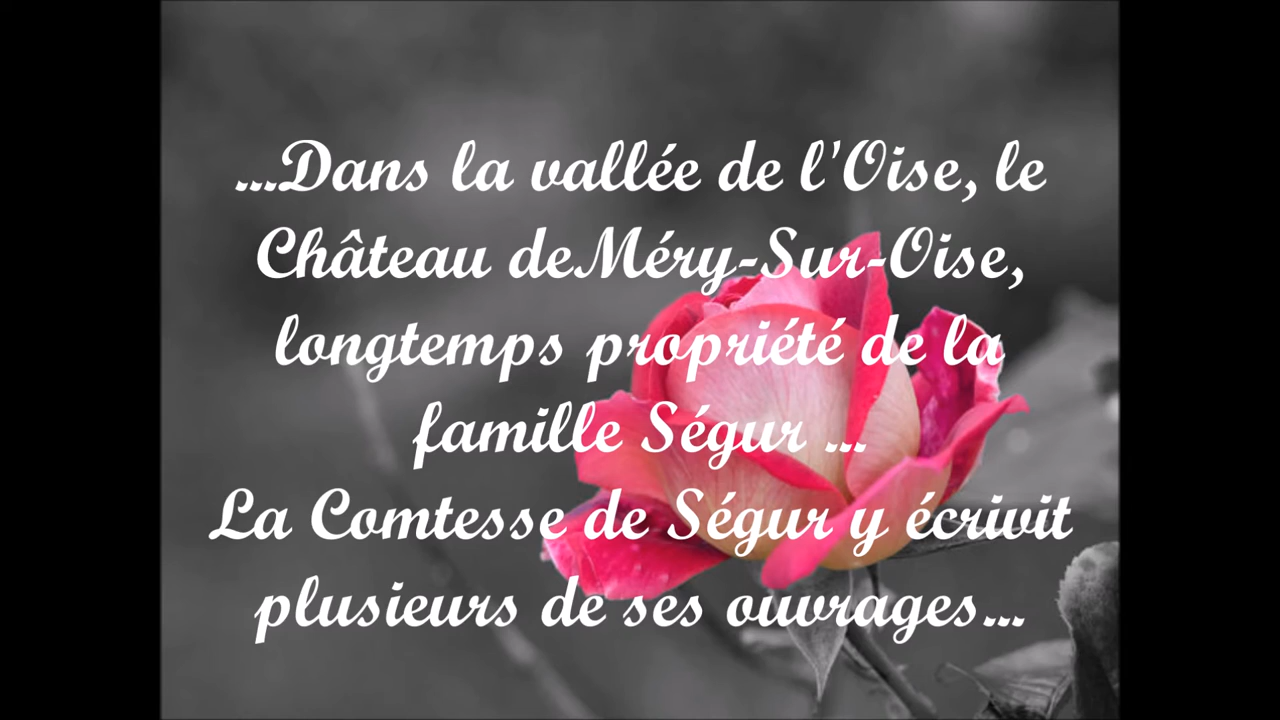 ...Dans la vallée de l'Oise, le
Château deMéry-Sur-Oise,
longtemps propriété de la
famille Ségur ...
La Comtesse de Ségur y écrivit
plusieurs de ses ouvrages...